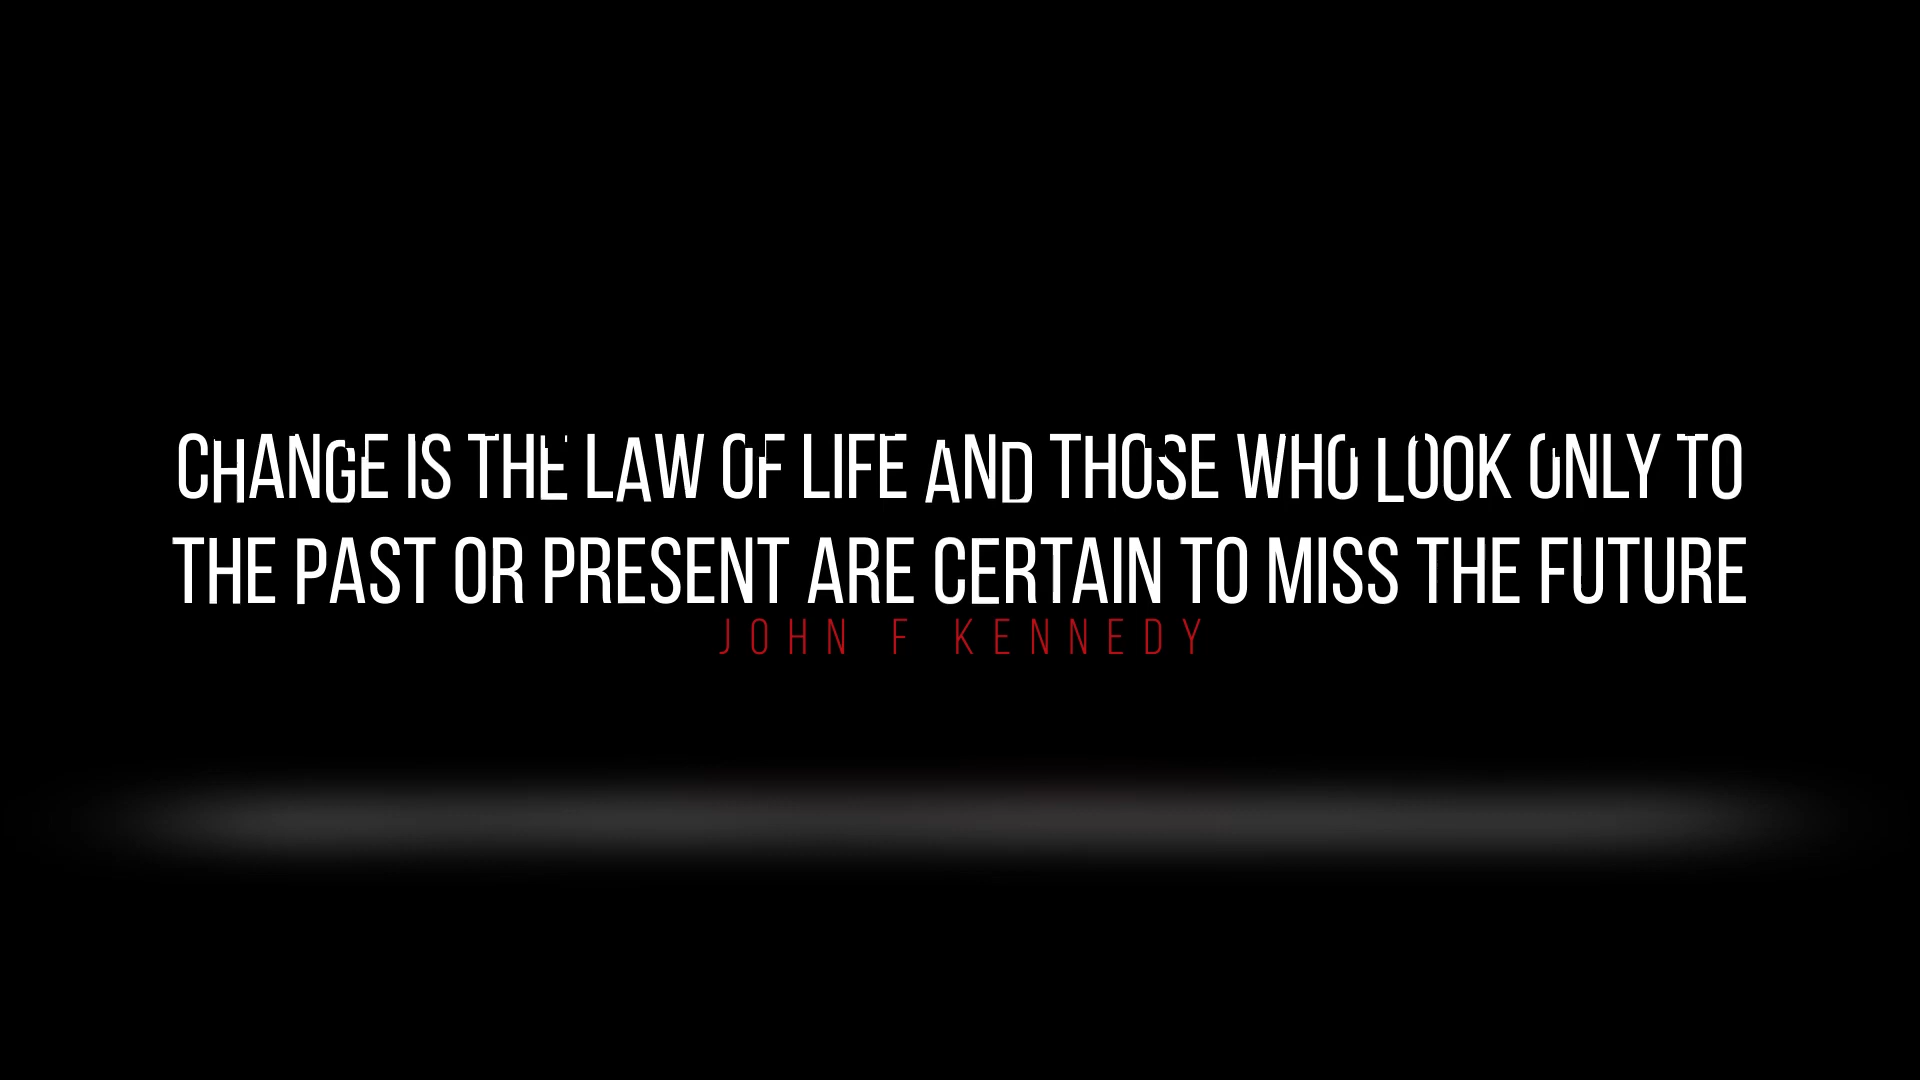 CHANGE IS THE LAW OF LIFE AND THOSE WHO LOOK ONLY TO
THE PAST OR PRESENT ARE CERTAIN TO MISS THE FUTURE
JOHN F KENNEDY